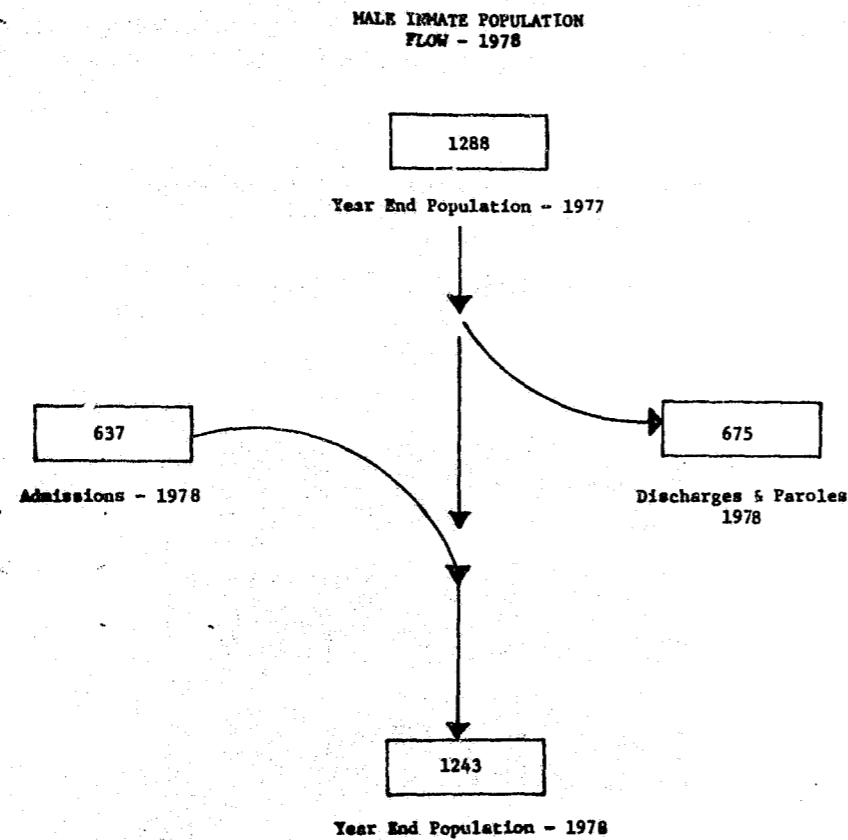 MALE INMATE POPULATION
FLOW - 1978
1288
Year End Population - 1977
637
Admissions - 1978
675
Discharges & Paroles
1978
1243
Year End Population - 1978